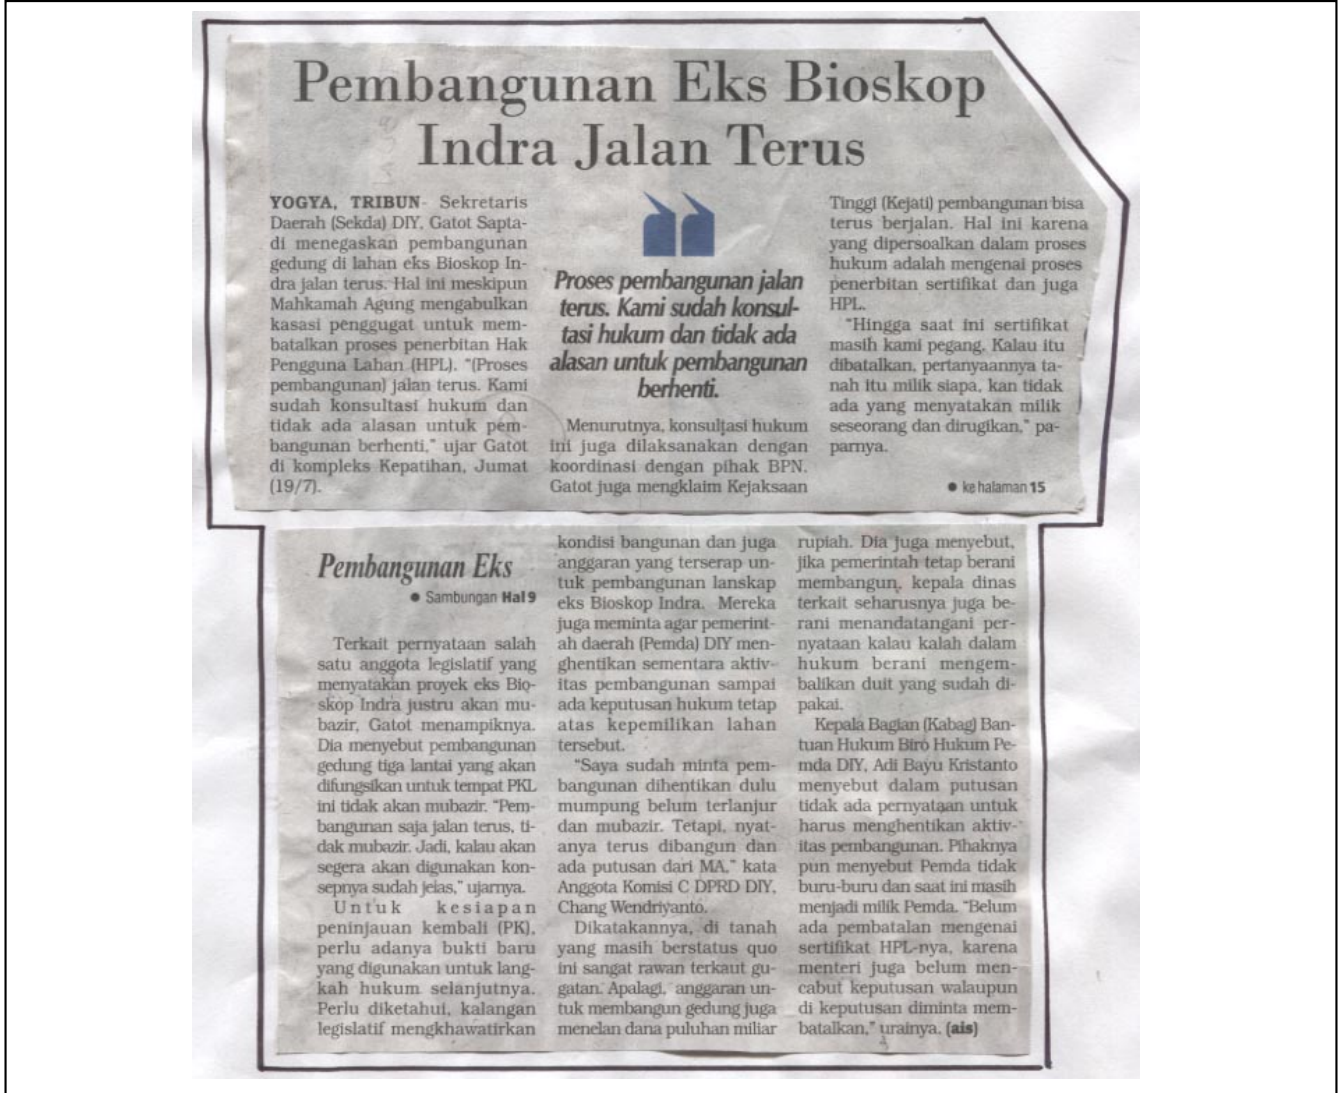 Pembangunan Eks Bioskop
Indra Jalan Terus
YOGYA, TRIBUN- Sekretaris
Daerah (Sekda) DIY, Gatot Sapta-
di menegaskan pembangunan
gedung di lahan eks Bioskop In-
dra jalan terus. Hal ini meskipun
Mahkamah Agung mengabulkan
kasasi penggugat untuk mem-
batalkan proses penerbitan Hak
Pengguna Lahan (HPL). "(Proses
pembangunan) jalan terus. Kami
sudah konsultasi hukum dan
tidak ada alasan untuk pem-
bangunan berhenti," ujar Gatot
di kompleks Kepatihan, Jumat
(19/7).
Proses pembangunan jalan
terus. Kami sudah konsul-
tasi hukum dan tidak ada
alasan untuk pembangunan
berhenti.
Menurutnya, konsultasi hukum
ini juga dilaksanakan dengan
koordinasi dengan pihak BPN.
Gatot juga mengklaim Kejaksaan
Tinggi (Kejati) pembangunan bisa
terus berjalan. Hal ini karena
yang dipersoalkan dalam proses
hukum adalah mengenai proses
penerbitan sertifikat dan juga
HPL.
"Hingga saat ini sertifikat
masih kami pegang. Kalau itu
dibatalkan, pertanyaannya ta-
nah itu milik siapa, kan tidak
ada yang menyatakan milik
seseorang dan dirugikan," pa-
parnya.
● ke halaman 15
Pembangunan Eks
● Sambungan Hal 9
Terkait pernyataan salah
satu anggota legislatif yang
menyatakan proyek eks Bio-
skop Indra justru akan mu-
bazir, Gatot menampiknya.
Dia menyebut pembangunan
gedung tiga lantai yang akan
difungsikan untuk tempat PKL
ini tidak akan mubazir. "Pem-
bangunan saja jalan terus, ti-
dak mubazir. Jadi, kalau akan
segera akan digunakan kon-
sepnya sudah jelas," ujarnya.
Untuk kesiapan
peninjauan kembali (PK),
perlu adanya bukti baru
yang digunakan untuk lang-
kah hukum selanjutnya.
Perlu diketahui, kalangan
legislatif mengkhawatirkan
kondisi bangunan dan juga
anggaran yang terserap un-
tuk pembangunan lanskap
eks Bioskop Indra. Mereka
juga meminta agar pemerint-
ah daerah (Pemda) DIY men-
ghentikan sementara aktiv-
itas pembangunan sampai
ada keputusan hukum tetap
atas kepemilikan lahan
tersebut.
"Saya sudah minta pem-
bangunan dihentikan dulu
mumpung belum terlanjur
dan mubazir. Tetapi, nyat-
anya terus dibangun dan
ada putusan dari MA," kata
Anggota Komisi C DPRD DIY,
Chang Wendriyanto.
Dikatakannya, di tanah
yang masih berstatus quo
ini sangat rawan terkaut gu-
gatan. Apalagi, anggaran un-
tuk membangun gedung juga
menelan dana puluhan miliar
rupiah. Dia juga menyebut,
jika pemerintah tetap berani
membangun, kepala dinas
terkait seharusnya juga be-
rani menandatangani per-
nyataan kalau kalah dalam
hukum berani mengem-
balikan duit yang sudah di-
pakai.
Kepala Bagian (Kabag) Ban-
tuan Hukum Biro Hukum Pe-
mda DIY, Adi Bayu Kristanto
menyebut dalam putusan
tidak ada pernyataan untuk
harus menghentikan aktiv-
itas pembangunan. Pihaknya
pun menyebut Pemda tidak
buru-buru dan saat ini masih
menjadi milik Pemda. "Belum
ada pembatalan mengenai
sertifikat HPL-nya, karena
menteri juga belum men-
cabut keputusan walaupun
di keputusan diminta mem-
batalkan," urainya. (ais)